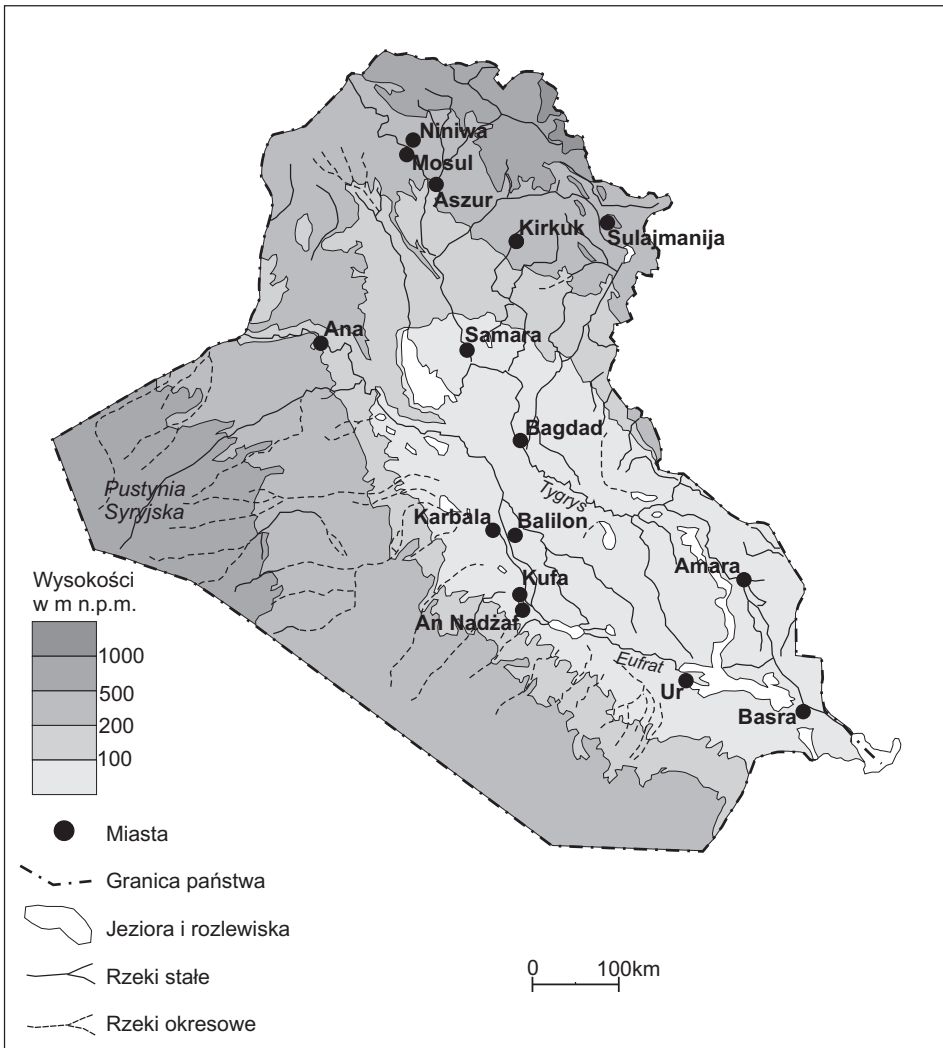 Niniwa
Mosul
Aszur
Kirkuk
Sulajmanija
Ana
Samara
Bagdad
Pustynia
Syryjska
Tygrys
Karbala
Balilon
Amara
Kufa
An Nadżaf
Eufrat
Ur
Basra
Wysokości
w m n.p.m.
1000
500
200
100
Miasta
Granica państwa
Jeziora i rozlewiska
Rzeki stałe
Rzeki okresowe
0 100km